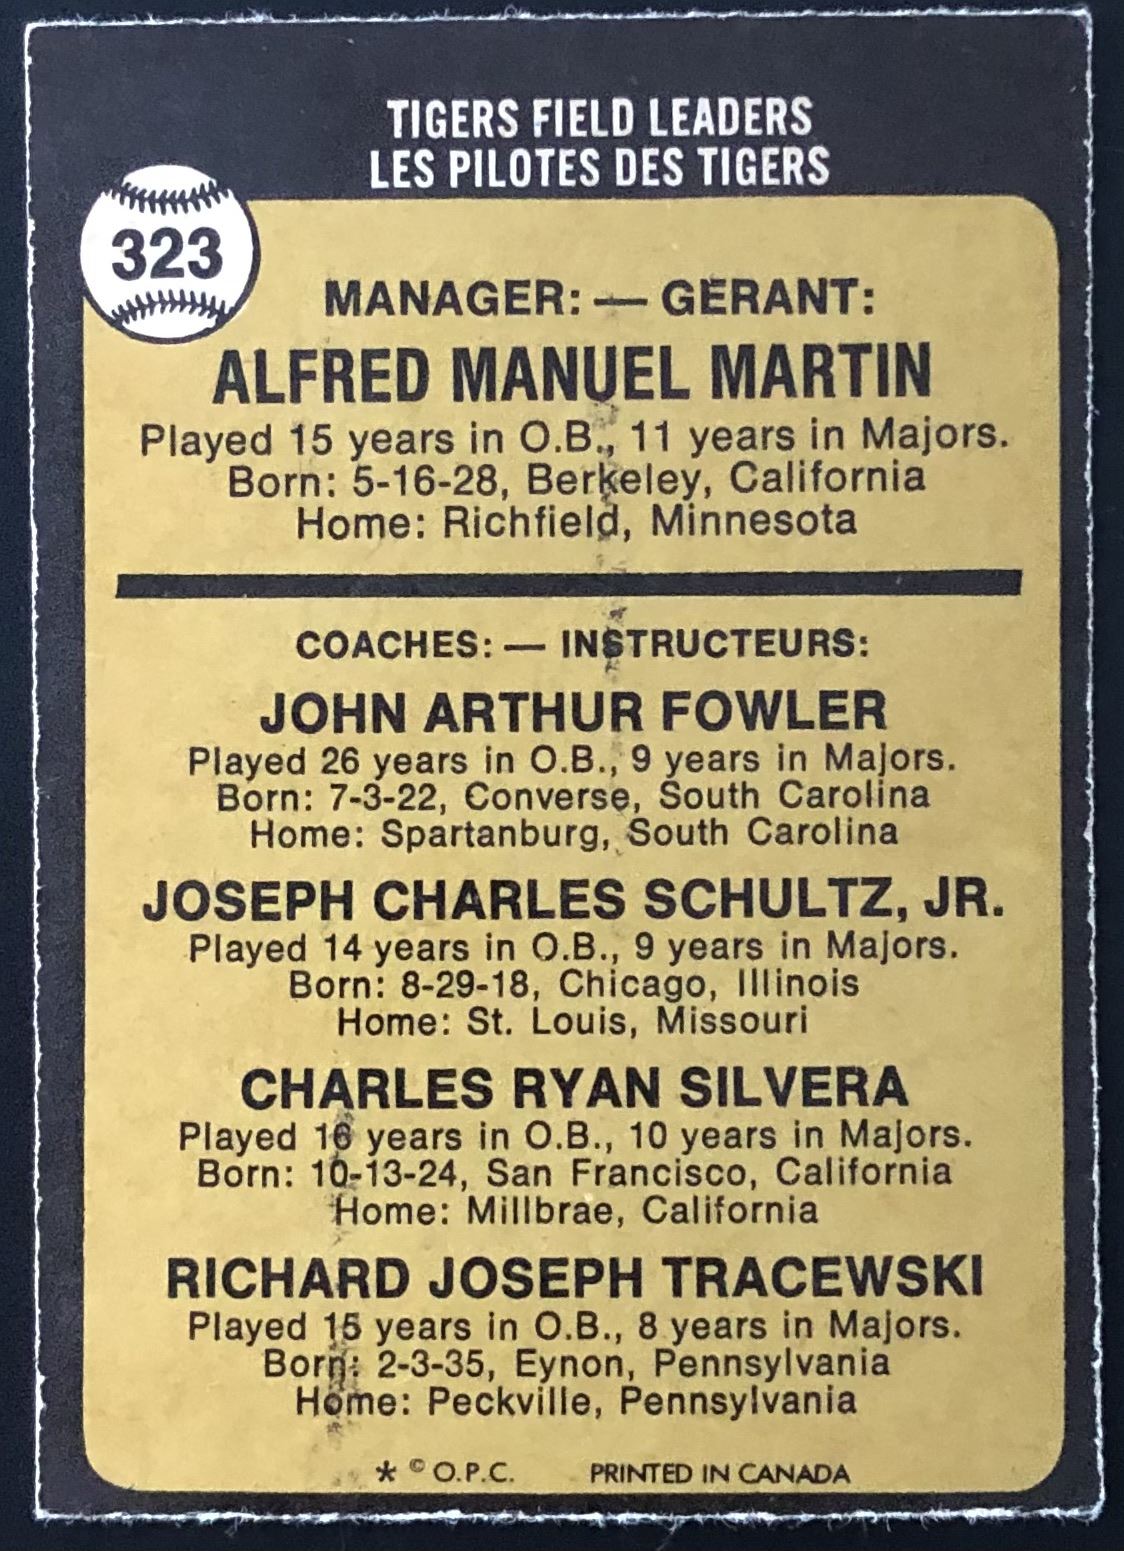 TIGERS FIELD LEADERS
LES PILOTES DES TIGERS
323
MANAGER: — GÉRANT:
ALFRED MANUEL MARTIN
Played 15 years in O.B., 11 years in Majors.
Born: 5-16-28, Berkeley, California
Home: Richfield, Minnesota
COACHES: — INSTRUCTEURS:
JOHN ARTHUR FOWLER
Played 26 years in O.B., 9 years in Majors.
Born: 7-3-22, Converse, South Carolina
Home: Spartanburg, South Carolina
JOSEPH CHARLES SCHULTZ, JR.
Played 14 years in O.B., 9 years in Majors.
Born: 8-29-18, Chicago, Illinois
Home: St. Louis, Missouri
CHARLES RYAN SILVERA
Played 16 years in O.B., 10 years in Majors.
Born: 10-13-24, San Francisco, California
Home: Millbrae, California
RICHARD JOSEPH TRACEWSKI
Played 15 years in O.B., 8 years in Majors.
Born: 2-3-35, Eynon, Pennsylvania
Home: Peckville, Pennsylvania
* © O.P.C. PRINTED IN CANADA